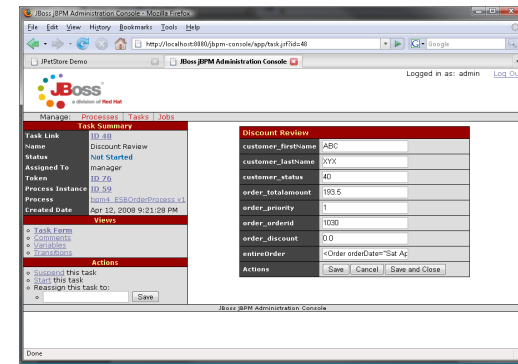 JBoss jBPM Administration Console - Mozilla Firefox
File Edit View History Bookmarks Tools Help
http://localhost:8080/jbpm-console/app/task.jsf?id=48
Google
JPetStore Demo
JBoss jBPM Administration Console
Logged in as: admin
Log Ou
JBoss
a division of Red Hat
Manage: Processes Tasks Jobs
Task Summary
Task Link ID 48
Name Discount Review
Status Not Started
Assigned To manager
Token ID 76
Process Instance ID 59
Process bpm4_ESBOrderProcess v1
Created Date Apr 12, 2008 9:21:28 PM
Views
Task Form
Comments
Variables
Transitions
Actions
Suspend this task
Start this task
Reassign this task to:
Save
Discount Review
customer_firstName ABC
customer_lastName XYX
customer_status 40
order_totalamount 193.5
order_priority 1
order_orderid 1030
order_discount 0.0
entireOrder <Order orderDate="Sat Ap
Actions Save Cancel Save and Close
JBoss jBPM Administration Console
Done